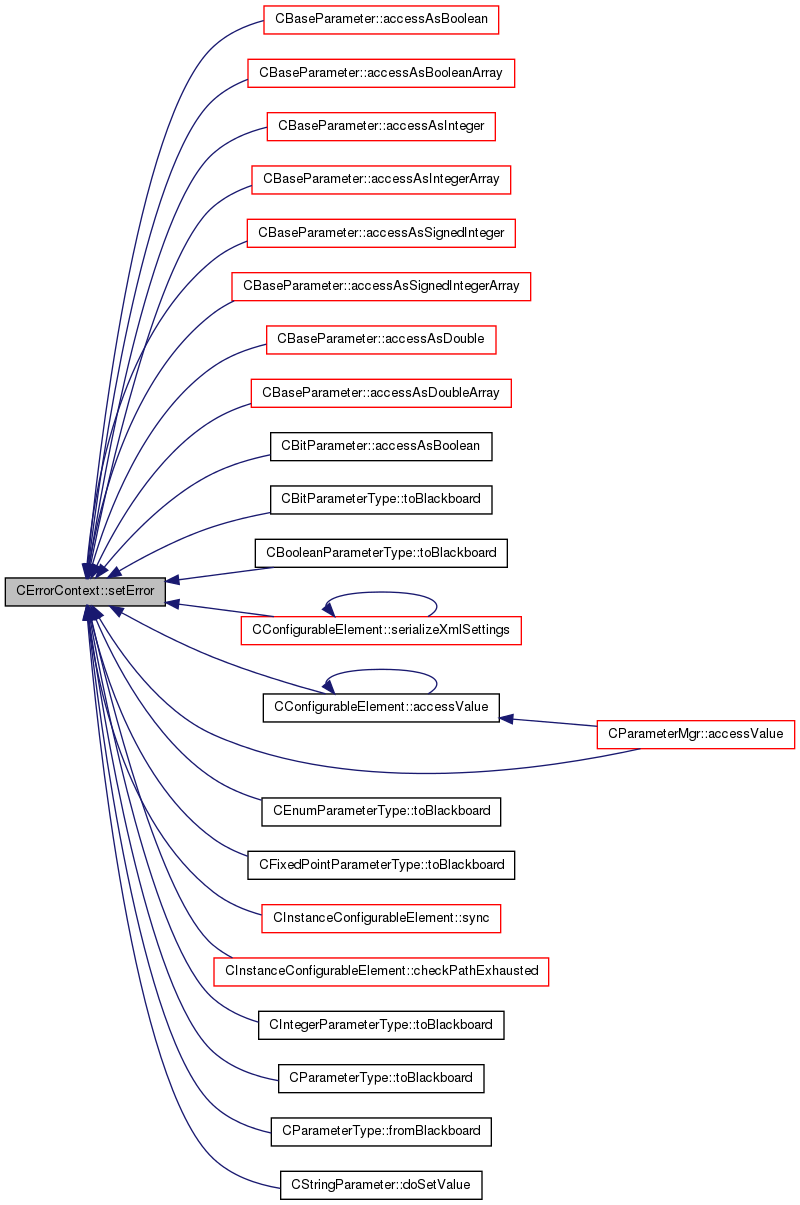 CBaseParameter::accessAsBoolean
CBaseParameter::accessAsBooleanArray
CBaseParameter::accessAsInteger
CBaseParameter::accessAsIntegerArray
CBaseParameter::accessAsSignedInteger
CBaseParameter::accessAsSignedIntegerArray
CBaseParameter::accessAsDouble
CBaseParameter::accessAsDoubleArray
CBitParameter::accessAsBoolean
CBitParameterType::toBlackboard
CBooleanParameterType::toBlackboard
CErrorContext::setError
CConfigurableElement::serializeXmlSettings
CConfigurableElement::accessValue
CParameterMgr::accessValue
CEnumParameterType::toBlackboard
CFixedPointParameterType::toBlackboard
CInstanceConfigurableElement::sync
CInstanceConfigurableElement::checkPathExhausted
CIntegerParameterType::toBlackboard
CParameterType::toBlackboard
CParameterType::fromBlackboard
CStringParameter::doSetValue